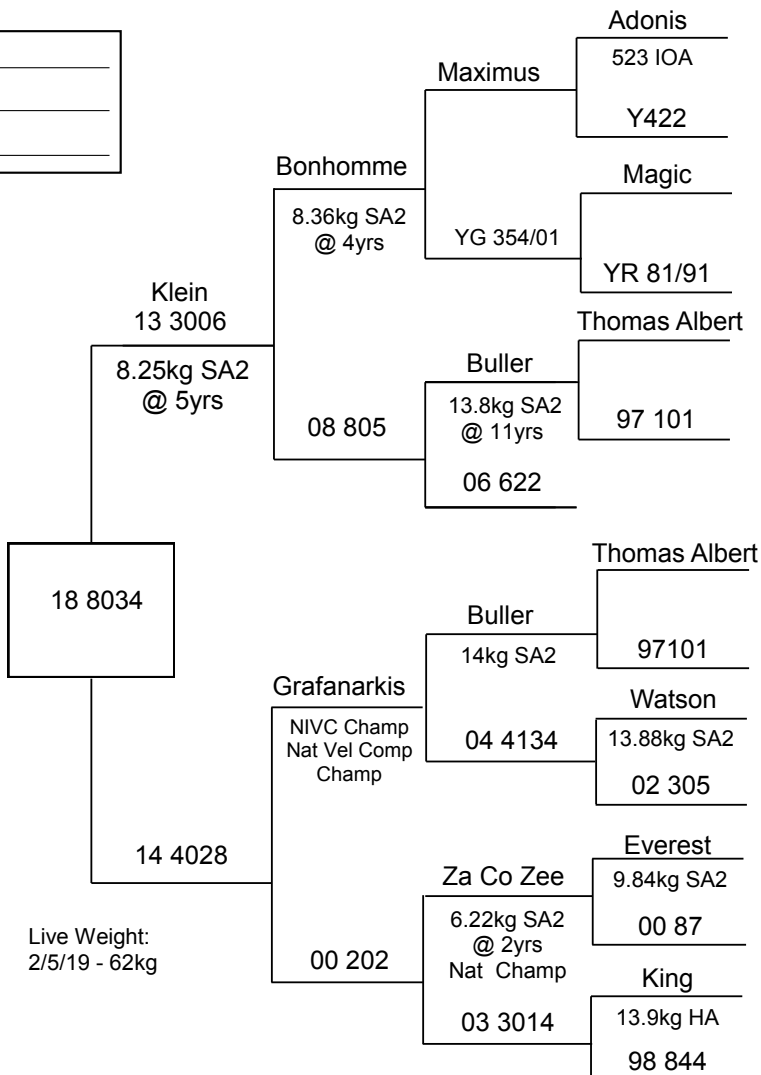 Adonis
523 IOA
Maximus
Y422
Bonhomme
Magic
8.36kg SA2
@ 4yrs
YG 354/01
YR 81/91
Klein
13 3006
Thomas Albert
8.25kg SA2
@ 5yrs
Buller
13.8kg SA2
@ 11yrs
97 101
08 805
06 622
18 8034
Thomas Albert
Buller
14kg SA2
97101
Grafanarkis
Watson
NIVC Champ
Nat Vel Comp
Champ
04 4134
13.88kg SA2
02 305
14 4028
Everest
Za Co Zee
9.84kg SA2
6.22kg SA2
@ 2yrs
Nat Champ
00 87
Live Weight:
2/5/19 - 62kg
00 202
King
03 3014
13.9kg HA
98 844